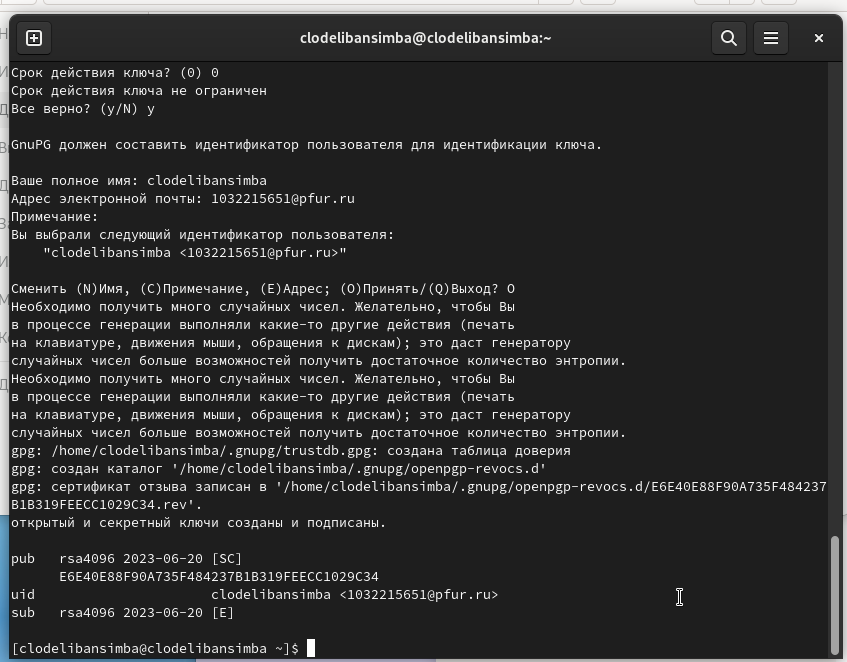 clodelibansimba@clodelibansimba:~
Срок действия ключа? (0) 0
Срок действия ключа не ограничен
Все верно? (y/N) y
GnuPG должен составить идентификатор пользователя для идентификации ключа.
Ваше полное имя: clodelibansimba
Адрес электронной почты: 1032215651@pfur.ru
Примечание:
Вы выбрали следующий идентификатор пользователя:
    "clodelibansimba <1032215651@pfur.ru>"
Сменить (N)Имя, (C)Примечание, (E)Адрес; (O)Принять/(Q)Выход? O
Необходимо получить много случайных чисел. Желательно, чтобы Вы
в процессе генерации выполняли какие-то другие действия (печать
на клавиатуре, движения мыши, обращения к дискам); это даст генератору
случайных чисел больше возможностей получить достаточное количество энтропии.
Необходимо получить много случайных чисел. Желательно, чтобы Вы
в процессе генерации выполняли какие-то другие действия (печать
на клавиатуре, движения мыши, обращения к дискам); это даст генератору
случайных чисел больше возможностей получить достаточное количество энтропии.
gpg: /home/clodelibansimba/.gnupg/trustdb.gpg: создана таблица доверия
gpg: создан каталог '/home/clodelibansimba/.gnupg/openpgp-revocs.d'
gpg: сертификат отзыва записан в '/home/clodelibansimba/.gnupg/openpgp-revocs.d/E6E40E88F90A735F484237
B1B319FEECC1029C34.rev'.
открытый и секретный ключи созданы и подписаны.
pub   rsa4096 2023-06-20 [SC]
      E6E40E88F90A735F484237B1B319FEECC1029C34
uid                      clodelibansimba <1032215651@pfur.ru>
sub   rsa4096 2023-06-20 [E]
[clodelibansimba@clodelibansimba ~]$